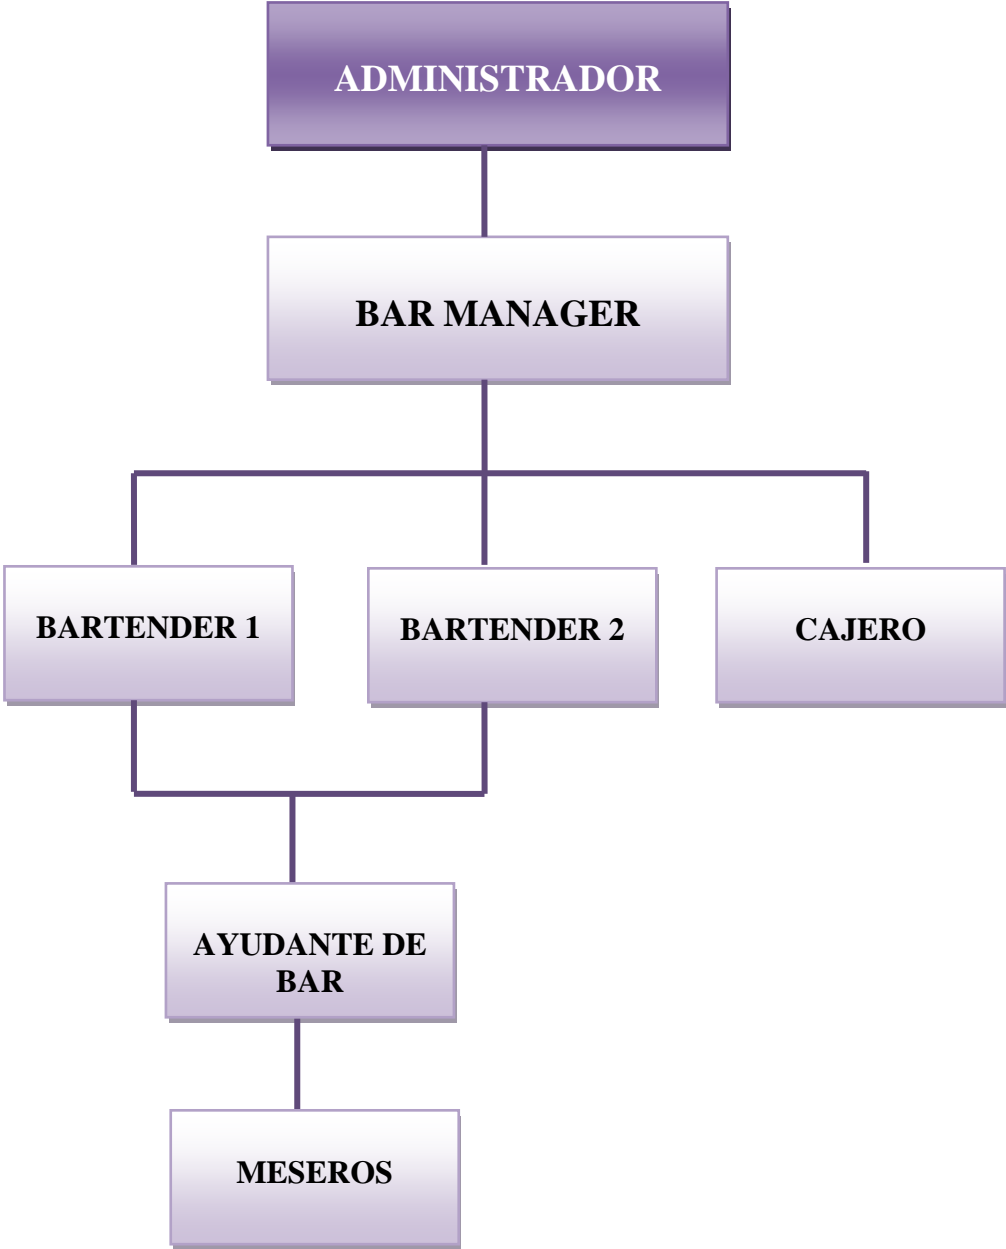 ADMINISTRADOR
BAR MANAGER
BARTENDER 1
BARTENDER 2
CAJERO
AYUDANTE DE
BAR
MESEROS